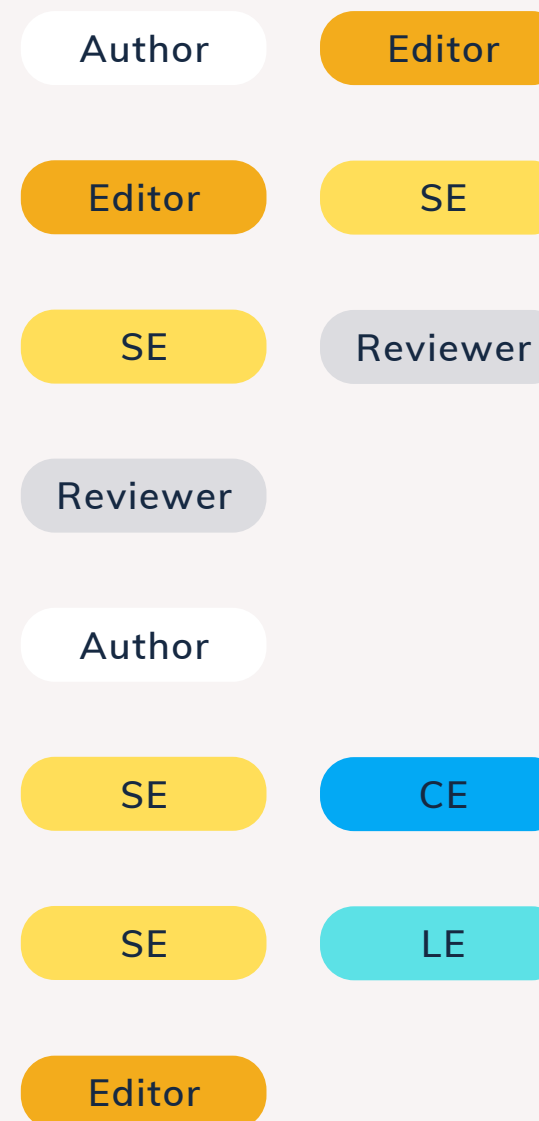 Author Editor
Editor SE
SE Reviewer
Reviewer
Author
SE CE
SE LE
Editor